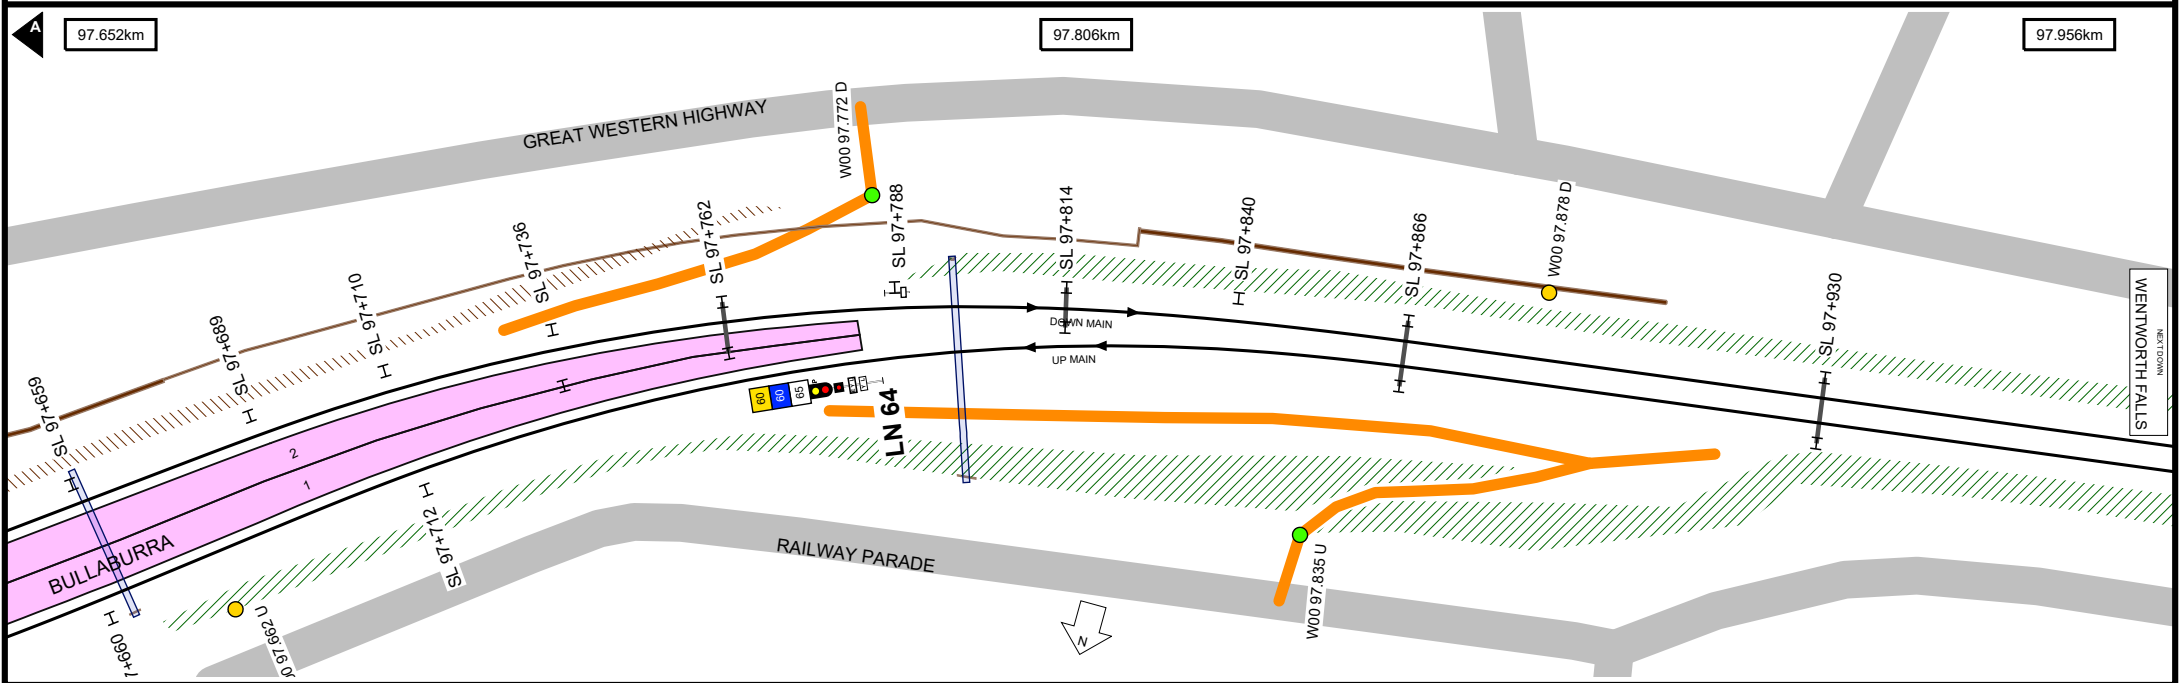 A
97.652km
97.806km
97.956km
GREAT WESTERN HIGHWAY
W00 97.772 D
SL 97+659
SL 97+689
SL 97+710
SL 97+736
SL 97+762
SL 97+788
SL 97+814
SL 97+840
SL 97+866
W00 97.878 D
SL 97+930
NEXT DOWN
WENTWORTH FALLS
DOWN MAIN
UP MAIN
2
1
60
60
65
LN 64
BULLABURRA
SL 97+712
RAILWAY PARADE
W00 97.835 U
0 97.662 U
7+660
N